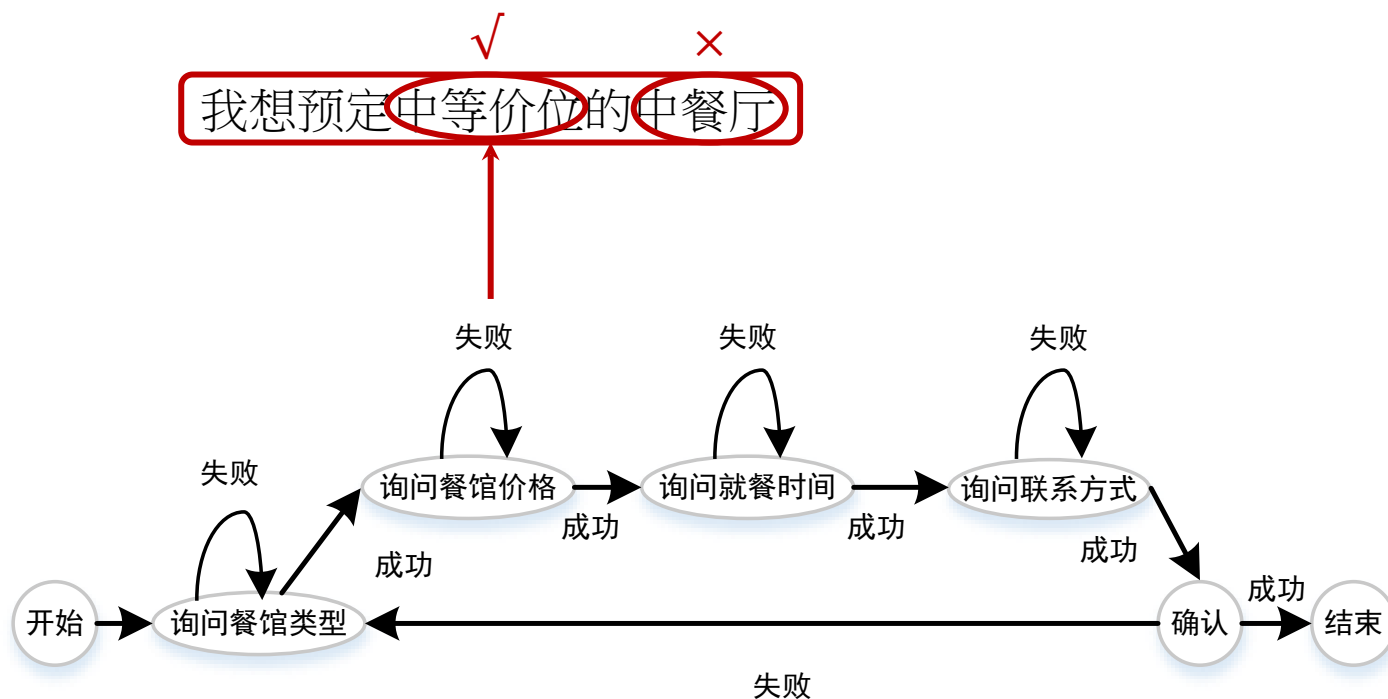 √ ×
我想预定中等价位的中餐厅
失败 失败 失败
失败
询问餐馆价格 询问就餐时间 询问联系方式
成功 成功 成功 成功
成功
开始 询问餐馆类型 确认 结束
失败